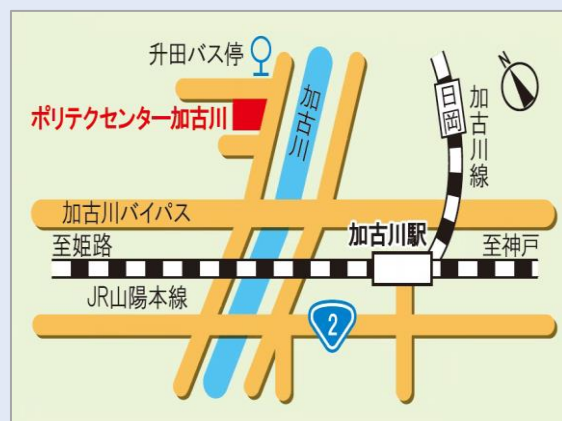 升田バス停
N
ポリテクセンター加古川
加古川
日岡
加古川線
加古川バイパス
加古川駅
至姫路
至神戸
JR山陽本線
2